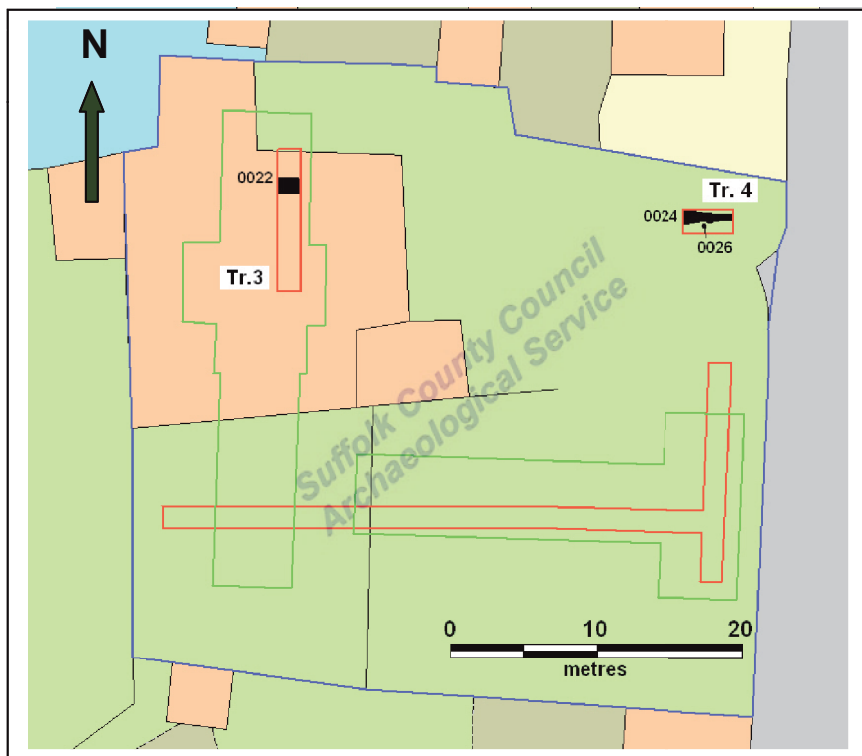 N
0022
Tr. 4
0024
0026
Tr.3
Suffolk County Council
Archaeological Service
0 10 20
metres